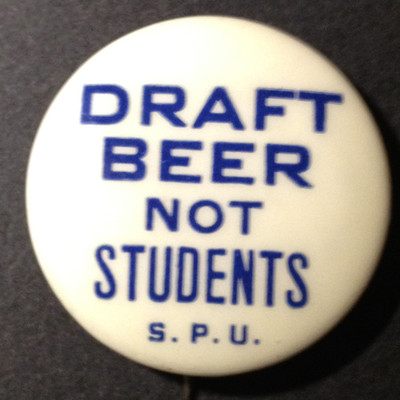 DRAFT
BEER
NOT
STUDENTS
S. P. U.